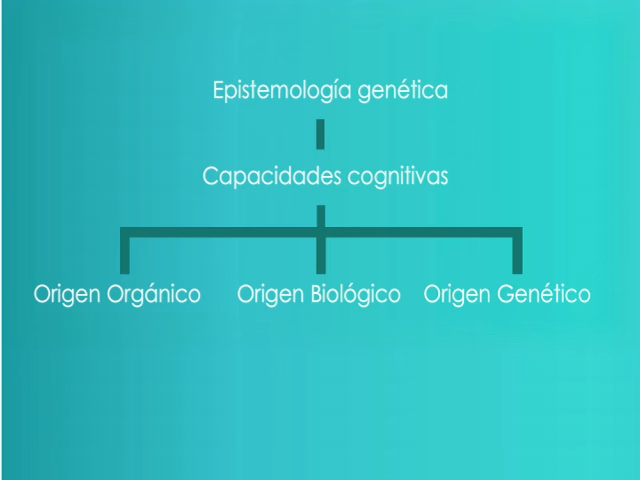 Epistemología genética
Capacidades cognitivas
Origen Orgánico Origen Biológico Origen Genético